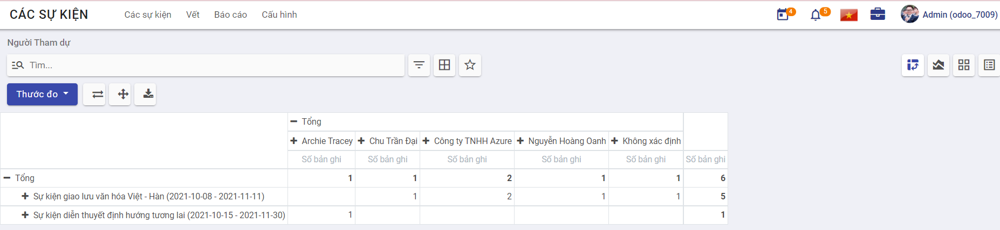 CÁC SỰ KIỆN Các sự kiện Vết Báo cáo Cấu hình 4 5 Admin (odoo_7009)
Người Tham dự
Tìm...
Thước đo
Tổng
Archie Tracey Chu Trần Đại Công ty TNHH Azure Nguyễn Hoàng Oanh Không xác định
Số bản ghi Số bản ghi Số bản ghi Số bản ghi Số bản ghi Số bản ghi
Tổng 1 1 2 1 1 6
Sự kiện giao lưu văn hóa Việt - Hàn (2021-10-08 - 2021-11-11) 1 2 1 1 5
Sự kiện diễn thuyết định hướng tương lai (2021-10-15 - 2021-11-30) 1 1